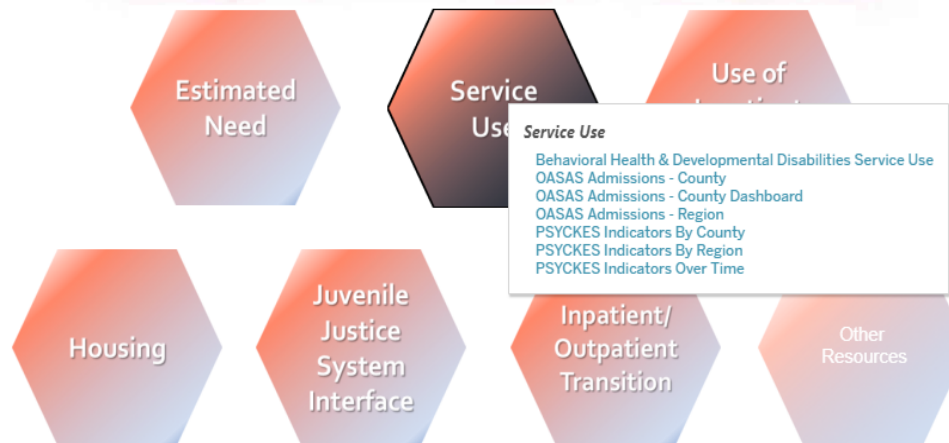 Estimated
Need
Service
Use
Use of
Service Use
Behavioral Health & Developmental Disabilities Service Use
OASAS Admissions - County
OASAS Admissions - County Dashboard
OASAS Admissions - Region
PSYCKES Indicators By County
PSYCKES Indicators By Region
PSYCKES Indicators Over Time
Housing
Juvenile
Justice
System
Interface
Inpatient/
Outpatient
Transition
Other
Resources